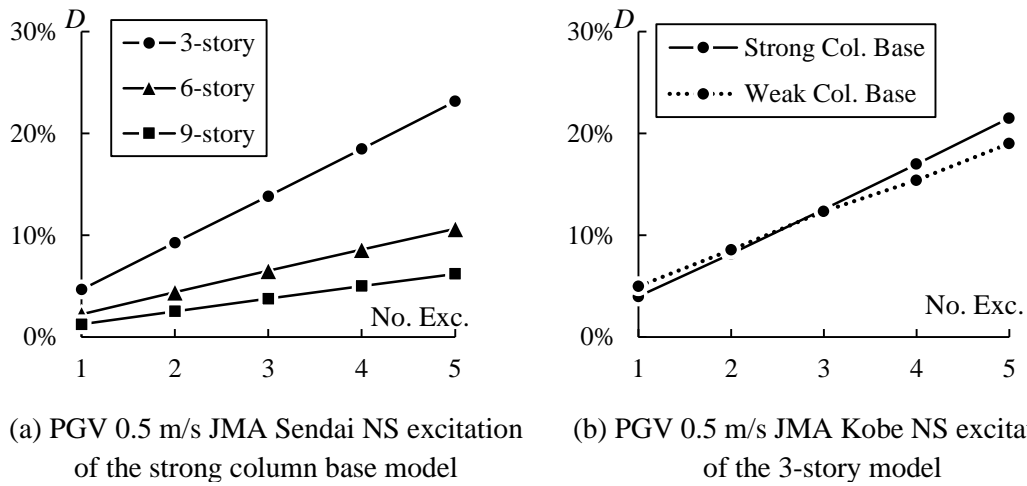 30%
D
3-story
6-story
9-story
20%
10%
No. Exc.
0%
1 2 3 4 5
(a) PGV 0.5 m/s JMA Sendai NS excitation
of the strong column base model
30%
Strong Col. Base
Weak Col. Base
20%
10%
No. Exc.
0%
1 2 3 4 5
(b) PGV 0.5 m/s JMA Kobe NS excita
of the 3-story model